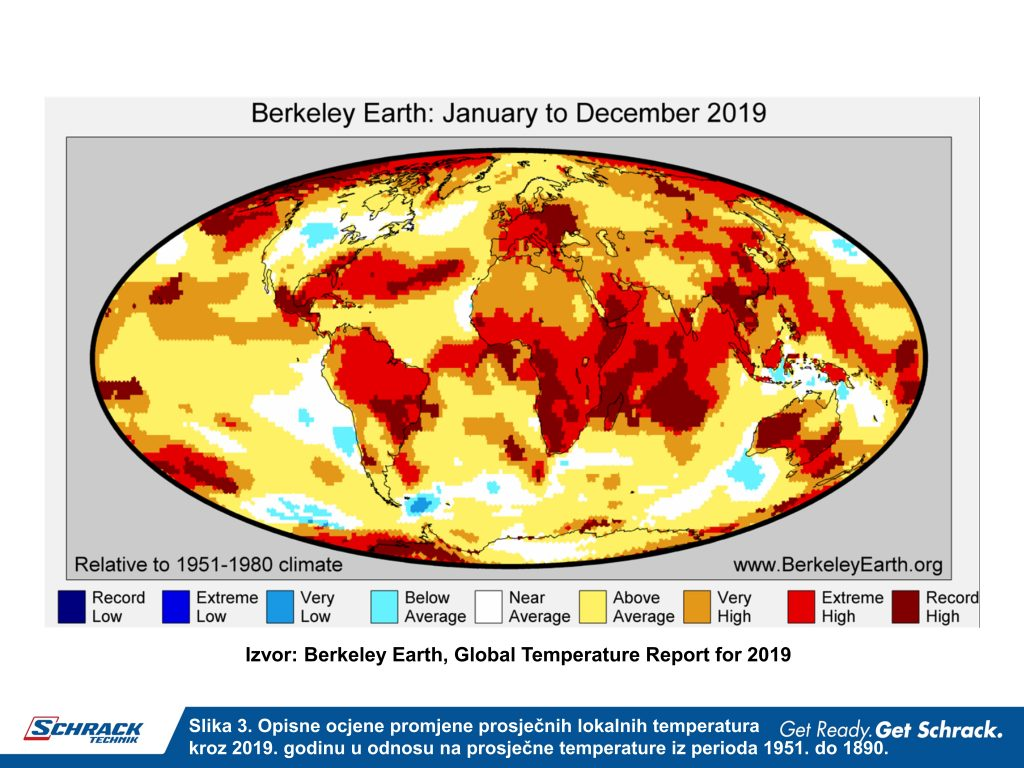 Berkeley Earth: January to December 2019
Relative to 1951-1980 climate
www.BerkeleyEarth.org
Record Low
Extreme Low
Very Low
Below Average
Near Average
Above Average
Very High
Extreme High
Record High
Izvor: Berkeley Earth, Global Temperature Report for 2019
SCHRACK
TECHNIK
Slika 3. Opisne ocjene promjene prosječnih lokalnih temperatura
kroz 2019. godinu u odnosu na prosječne temperature iz perioda 1951. do 1890.
Get Ready. Get Schrack.